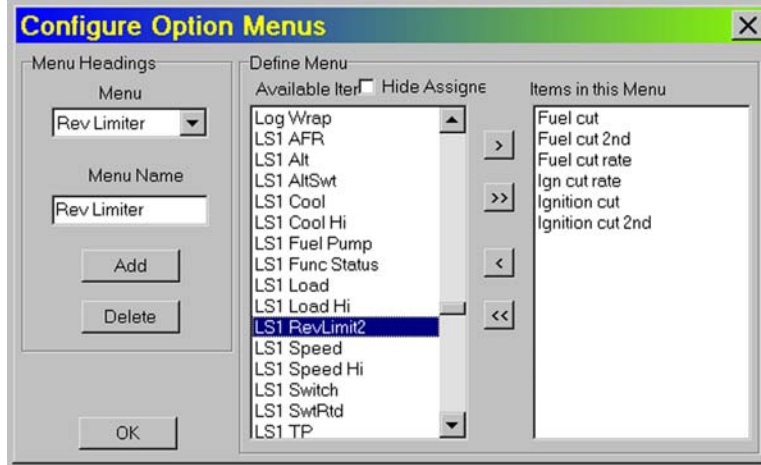 Configure Option Menus
Menu Headings
Menu
Rev Limiter
Menu Name
Rev Limiter
Add
Delete
OK
Define Menu
Available Iter
Hide Assigne
Log Wrap
LS1 AFR
LS1 Alt
LS1 AltSwt
LS1 Cool
LS1 Cool Hi
LS1 Fuel Pump
LS1 Func Status
LS1 Load
LS1 Load Hi
LS1 RevLimit2
LS1 Speed
LS1 Speed Hi
LS1 Switch
LS1 SwtRtd
LS1 TP
>
>>
<
<<
Items in this Menu
Fuel cut
Fuel cut 2nd
Fuel cut rate
Ign cut rate
Ignition cut
Ignition cut 2nd